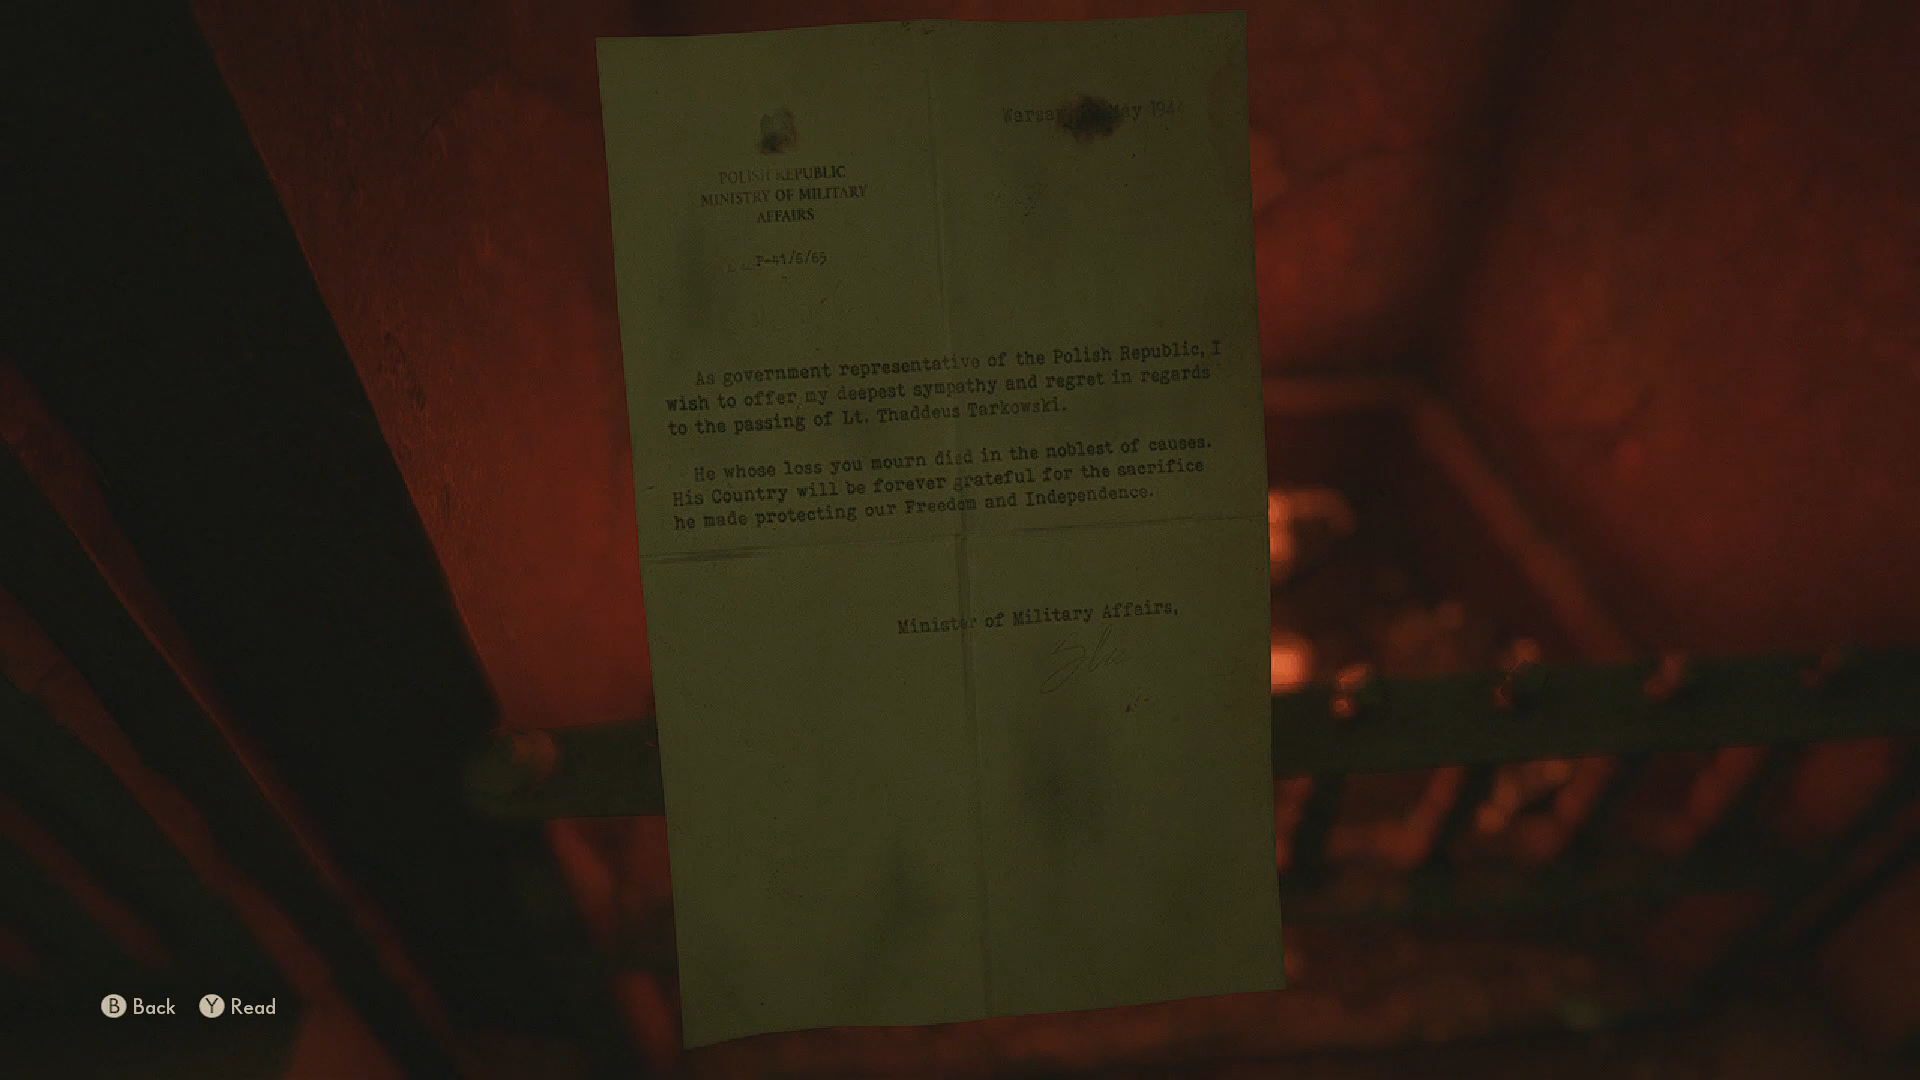 May 1944
POLISH REPUBLIC
MINISTRY OF MILITARY
AFFAIRS
P-41/6/65
As government representative of the Polish Republic, I
wish to offer my deepest sympathy and regret in regards
to the passing of Lt. Thaddeus Tarkowski.
He whose loss you mourn died in the noblest of causes.
His Country will be forever grateful for the sacrifice
he made protecting our Freedom and Independence.
Minister of Military Affairs,
B Back Y Read